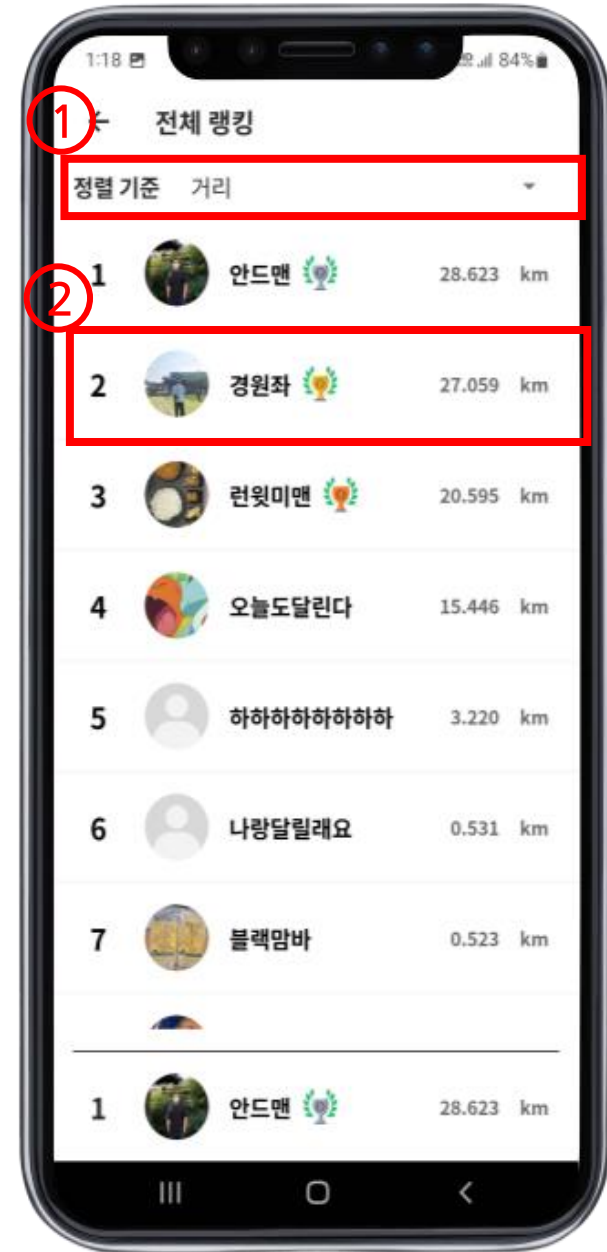 1:18 84%
① 전체 랭킹
정렬 기준 거리
1 안드맨 28.623 km
②
2 경원좌 27.059 km
3 런윗미맨 20.595 km
4 오늘도달린다 15.446 km
5 하하하하하하하하 3.220 km
6 나랑달릴래요 0.531 km
7 블랙맘바 0.523 km
1 안드맨 28.623 km